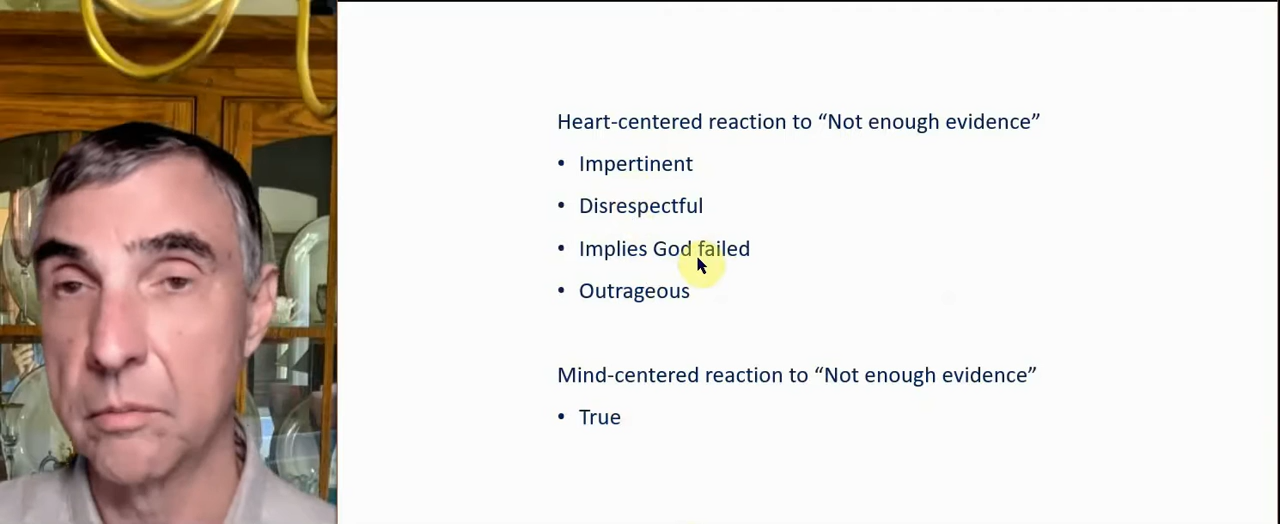 Heart-centered reaction to “Not enough evidence”
• Impertinent
• Disrespectful
• Implies God failed
• Outrageous
Mind-centered reaction to “Not enough evidence”
• True